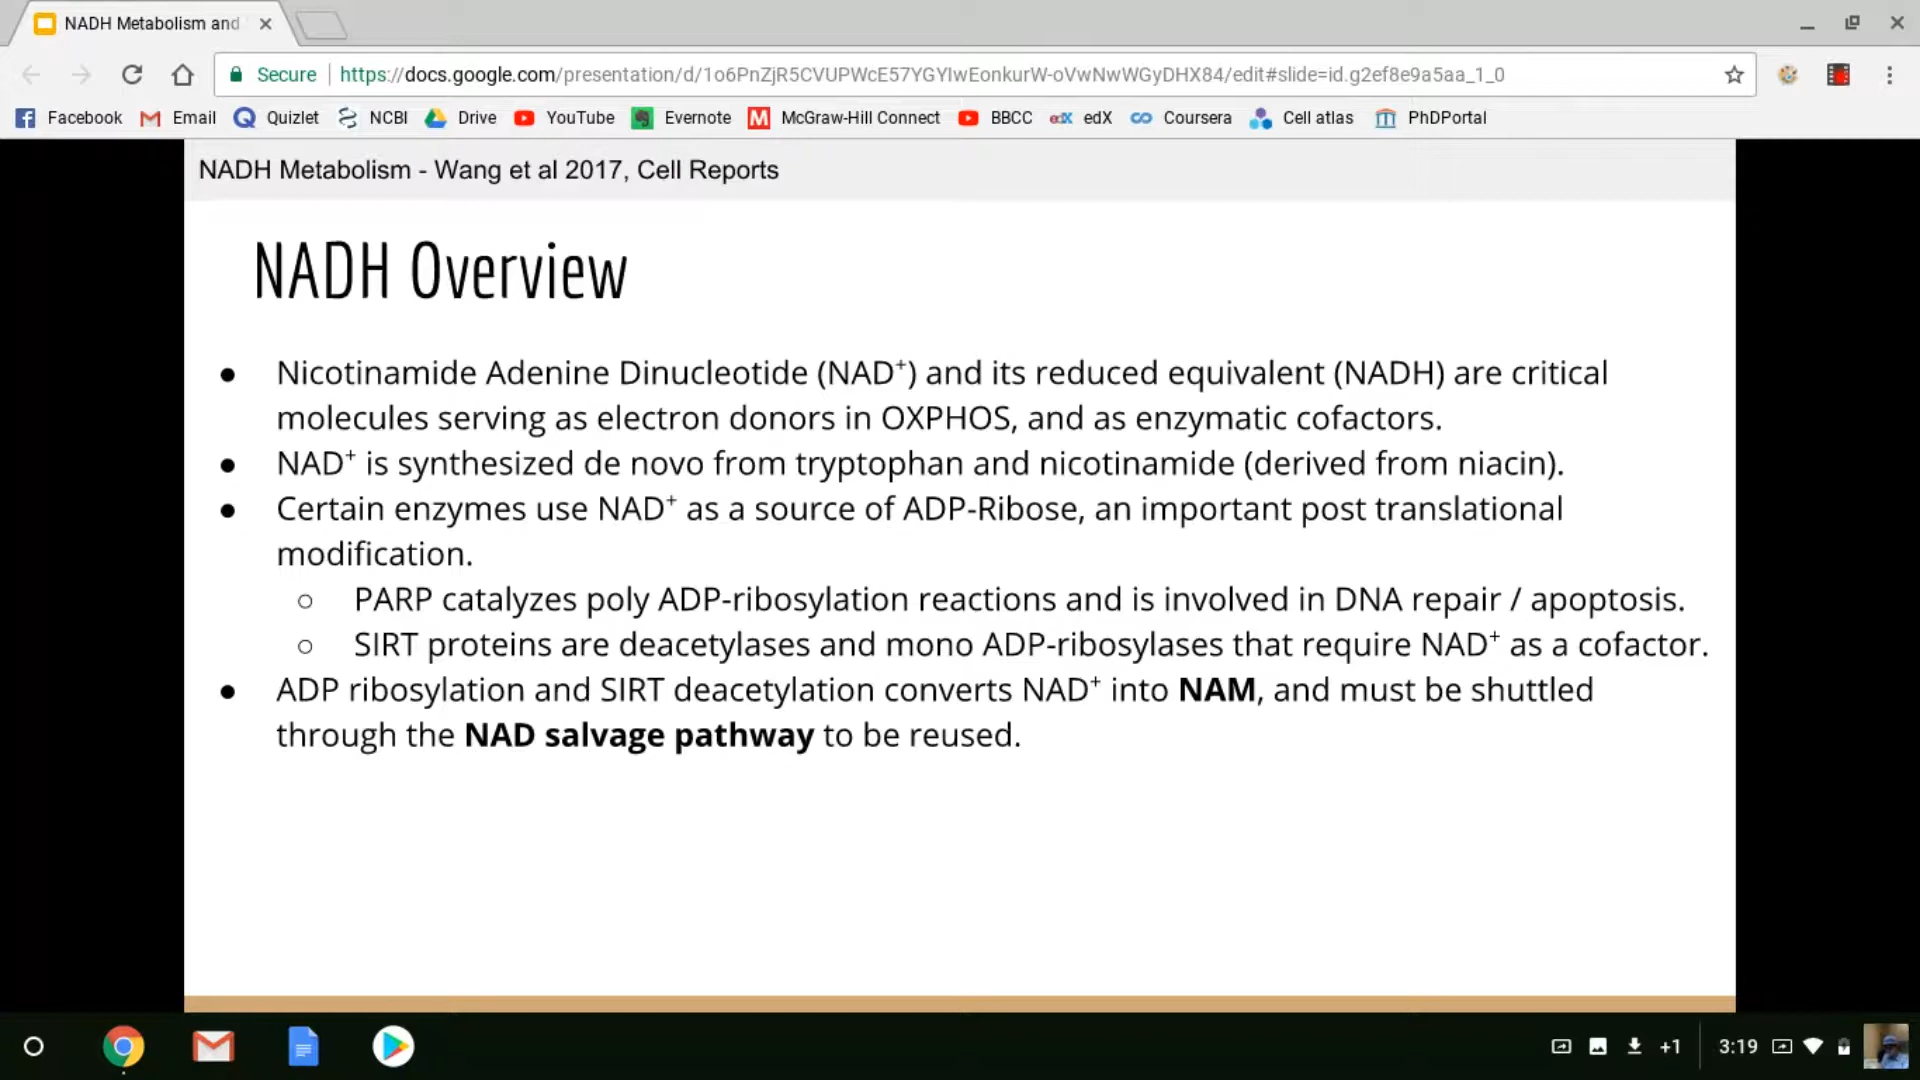 NADH Metabolism and
Secure https://docs.google.com/presentation/d/1o6PnZjR5CVUPWcE57YGYIwEonkurW-oVwNwWGyDHX84/edit#slide=id.g2ef8e9a5aa_1_0
Facebook Email Quizlet NCBI Drive YouTube Evernote McGraw-Hill Connect BBCC edX Coursera Cell atlas PhDPortal
NADH Metabolism - Wang et al 2017, Cell Reports
NADH Overview
● Nicotinamide Adenine Dinucleotide (NAD⁺) and its reduced equivalent (NADH) are critical
molecules serving as electron donors in OXPHOS, and as enzymatic cofactors.
● NAD⁺ is synthesized de novo from tryptophan and nicotinamide (derived from niacin).
● Certain enzymes use NAD⁺ as a source of ADP-Ribose, an important post translational
modification.
○ PARP catalyzes poly ADP-ribosylation reactions and is involved in DNA repair / apoptosis.
○ SIRT proteins are deacetylases and mono ADP-ribosylases that require NAD⁺ as a cofactor.
● ADP ribosylation and SIRT deacetylation converts NAD⁺ into NAM, and must be shuttled
through the NAD salvage pathway to be reused.
+1 3:19